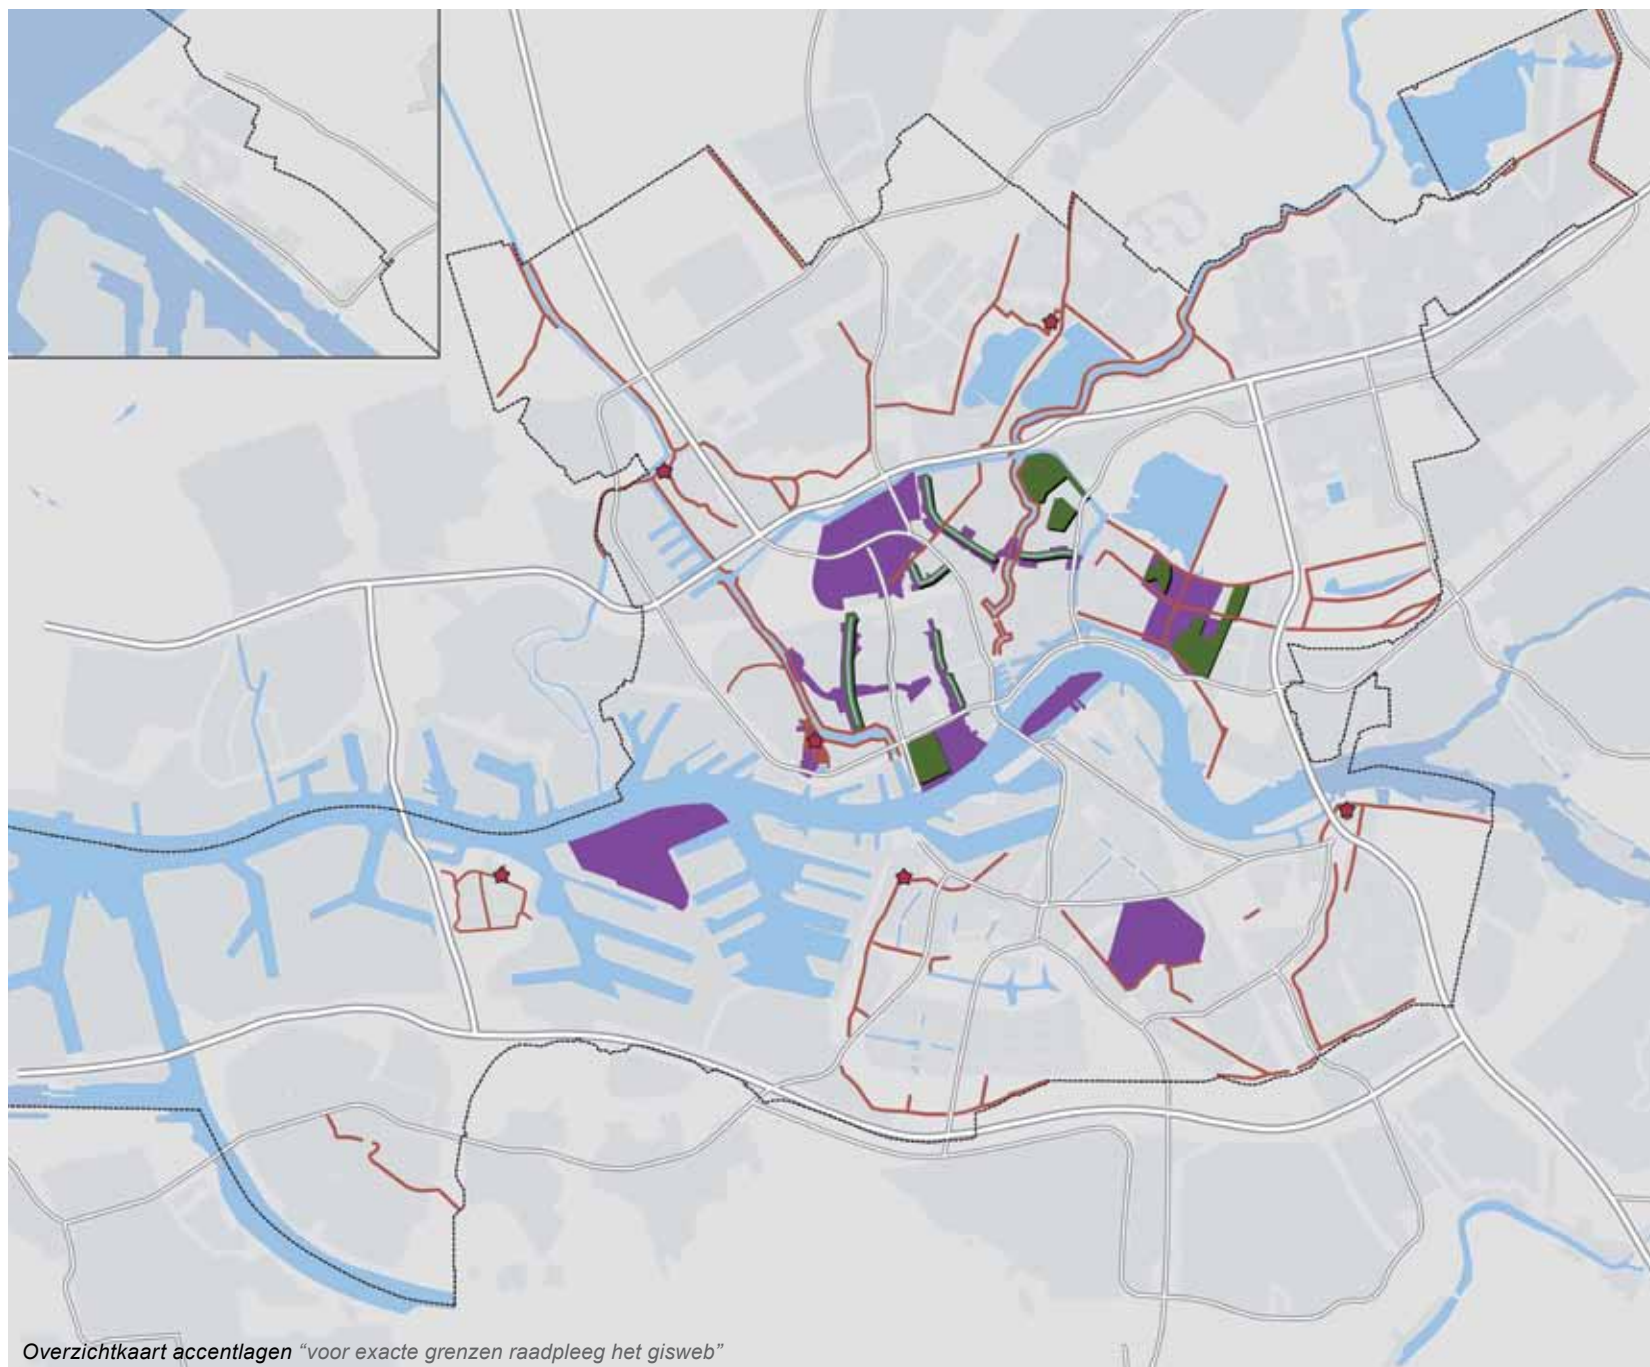 Overzichtkaart accentlagen “voor exacte grenzen raadpleeg het gisweb”